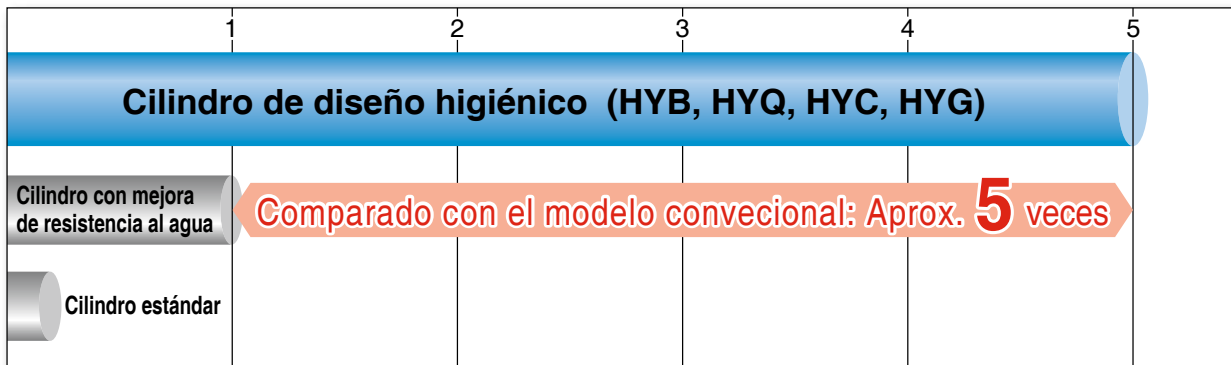 1 2 3 4 5
Cilindro de diseño higiénico (HYB, HYQ, HYC, HYG)
Cilindro con mejora
de resistencia al agua
Comparado con el modelo convecional: Aprox. 5 veces
Cilindro estándar